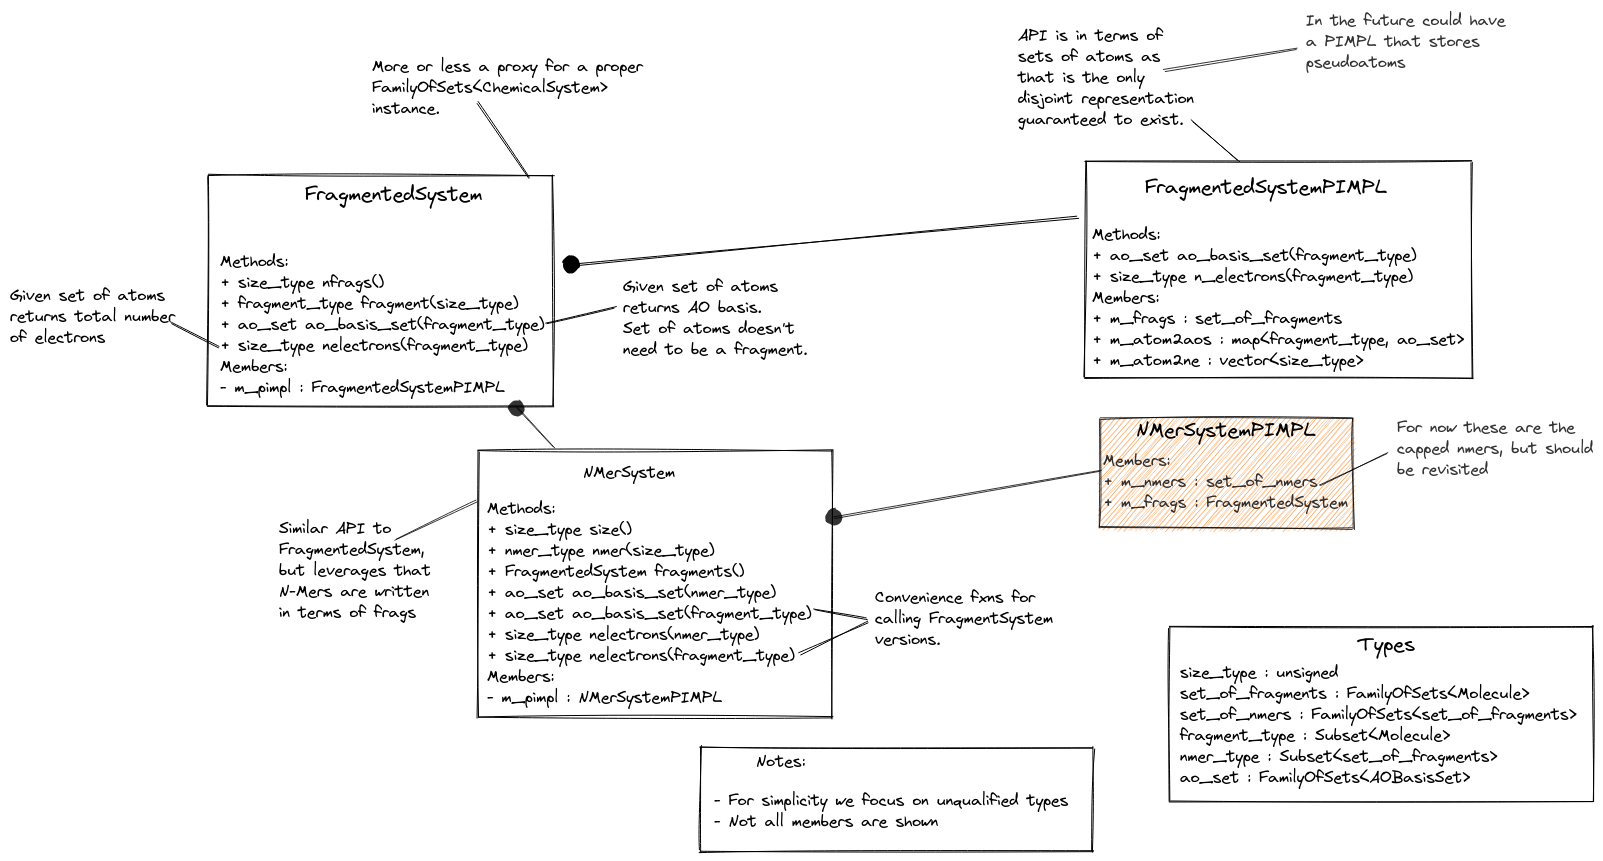 In the future could have
a PIMPL that stores
pseudoatoms
API is in terms of
sets of atoms as
that is the only
disjoint representation
guaranteed to exist.
More or less a proxy for a proper
FamilyOfSets<ChemicalSystem>
instance.
FragmentedSystem
Methods:
+ size_type nfrags()
+ fragment_type fragment(size_type)
+ ao_set ao_basis_set(fragment_type)
+ size_type nelectrons(fragment_type)
Members:
- m_pimpl : FragmentedSystemPIMPL
Given set of atoms
returns total number
of electrons
Given set of atoms
returns AO basis.
Set of atoms doesn't
need to be a fragment.
FragmentedSystemPIMPL
Methods:
+ ao_set ao_basis_set(fragment_type)
+ size_type n_electrons(fragment_type)
Members:
+ m_frags : set_of_fragments
+ m_atom2aos : map<fragment_type, ao_set>
+ m_atom2ne : vector<size_type>
NMerSystemPIMPL
Members:
+ m_nmers : set_of_nmers
+ m_frags : FragmentedSystem
For now these are the
capped nmers, but should
be revisited
NMerSystem
Methods:
+ size_type size()
+ nmer_type nmer(size_type)
+ FragmentedSystem fragments()
+ ao_set ao_basis_set(nmer_type)
+ ao_set ao_basis_set(fragment_type)
+ size_type nelectrons(nmer_type)
+ size_type nelectrons(fragment_type)
Members:
- m_pimpl : NMerSystemPIMPL
Similar API to
FragmentedSystem,
but leverages that
N-Mers are written
in terms of frags
Convenience fxns for
calling FragmentSystem
versions.
Types
size_type : unsigned
set_of_fragments : FamilyOfSets<Molecule>
set_of_nmers : FamilyOfSets<set_of_fragments>
fragment_type : Subset<Molecule>
nmer_type : Subset<set_of_fragments>
ao_set : FamilyOfSets<AOBasisSet>
Notes:
- For simplicity we focus on unqualified types
- Not all members are shown